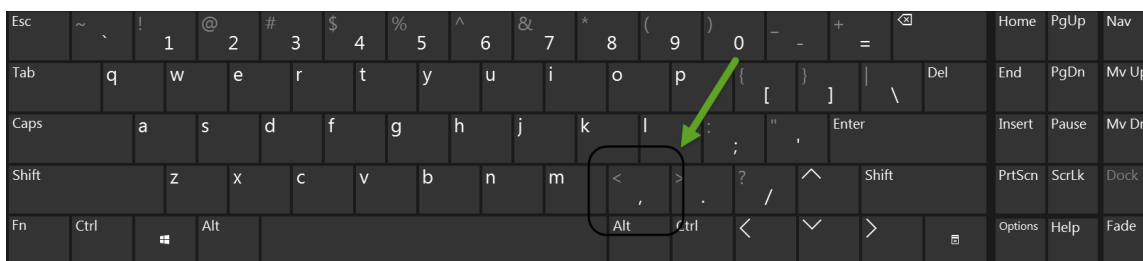 Esc ~ ` ! 1 @ 2 # 3 $ 4 % 5 ^ 6 & 7 * 8 ( 9 ) 0 _ - + = Home PgUp Nav
Tab q w e r t y u i o p { [ } ] | \ Del End PgDn Mv Up
Caps a s d f g h j k l : ; " ' Enter Insert Pause Mv Dn
Shift z x c v b n m < , > . ? / Shift PrtScn ScrLk Dock
Fn Ctrl Alt Alt Ctrl Options Help Fade